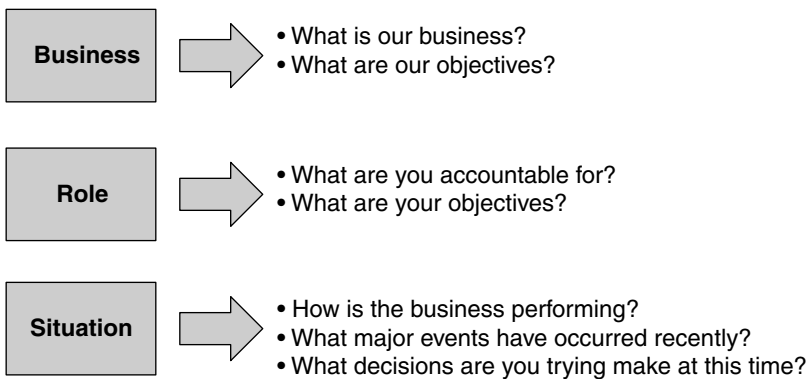 Business
• What is our business?
• What are our objectives?
Role
• What are you accountable for?
• What are your objectives?
Situation
• How is the business performing?
• What major events have occurred recently?
• What decisions are you trying make at this time?